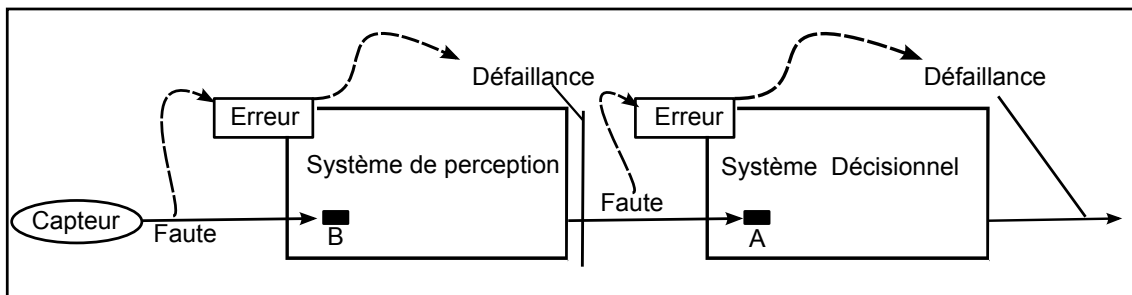 Défaillance
Défaillance
Erreur
Erreur
Système de perception
Système Décisionnel
Capteur
Faute
B
Faute
A